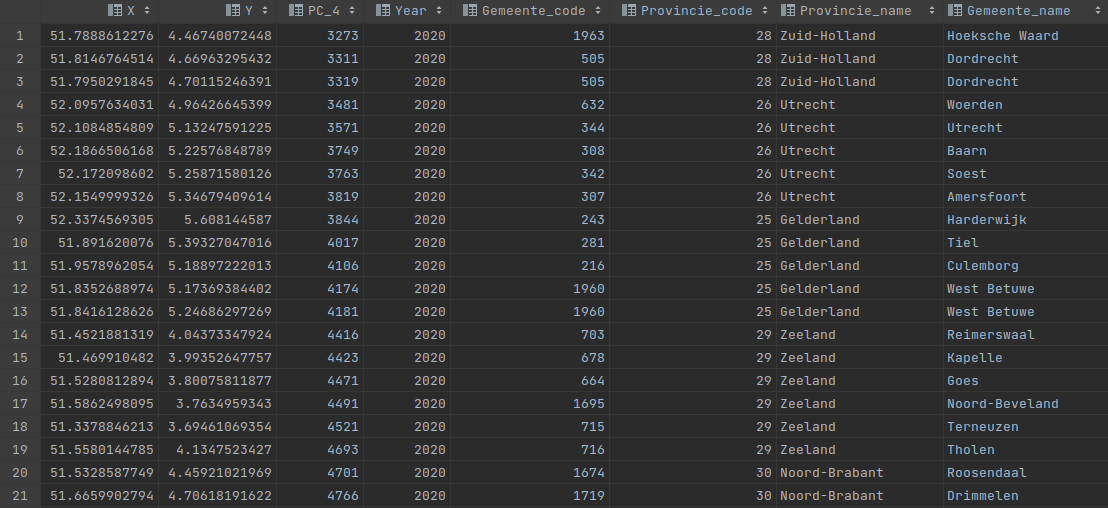 X Y PC_4 Year Gemeente_code Provincie_code Provincie_name Gemeente_name
1 51.7888612276 4.46740072448 3273 2020 1963 28 Zuid-Holland Hoeksche Waard
2 51.8146764514 4.66963295432 3311 2020 505 28 Zuid-Holland Dordrecht
3 51.7950291845 4.70115246391 3319 2020 505 28 Zuid-Holland Dordrecht
4 52.0957634031 4.96426645399 3481 2020 632 26 Utrecht Woerden
5 52.1084854809 5.13247591225 3571 2020 344 26 Utrecht Utrecht
6 52.1866506168 5.22576848789 3749 2020 308 26 Utrecht Baarn
7 52.172098602 5.25871580126 3763 2020 342 26 Utrecht Soest
8 52.1549999326 5.34679409614 3819 2020 307 26 Utrecht Amersfoort
9 52.3374569305 5.608144587 3844 2020 243 25 Gelderland Harderwijk
10 51.891620076 5.39327047016 4017 2020 281 25 Gelderland Tiel
11 51.9578962054 5.18897222013 4106 2020 216 25 Gelderland Culemborg
12 51.8352688974 5.17369384402 4174 2020 1960 25 Gelderland West Betuwe
13 51.8416128626 5.24686297269 4181 2020 1960 25 Gelderland West Betuwe
14 51.4521881319 4.04373347924 4416 2020 703 29 Zeeland Reimerswaal
15 51.469910482 3.99352647757 4423 2020 678 29 Zeeland Kapelle
16 51.5280812894 3.80075811877 4471 2020 664 29 Zeeland Goes
17 51.5862498095 3.7634959343 4491 2020 1695 29 Zeeland Noord-Beveland
18 51.3378846213 3.69461069354 4521 2020 715 29 Zeeland Terneuzen
19 51.5580144785 4.1347523427 4693 2020 716 29 Zeeland Tholen
20 51.5328587749 4.45921021969 4701 2020 1674 30 Noord-Brabant Roosendaal
21 51.6659902794 4.70618191622 4766 2020 1719 30 Noord-Brabant Drimmelen